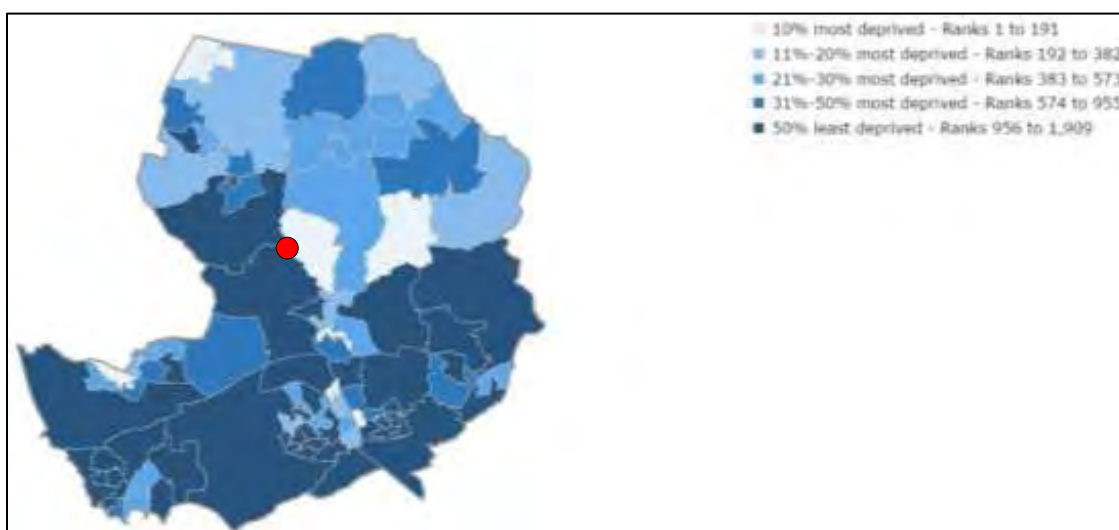 10% most deprived - Ranks 1 to 191
11%-20% most deprived - Ranks 192 to 382
21%-30% most deprived - Ranks 383 to 573
31%-50% most deprived - Ranks 574 to 955
50% least deprived - Ranks 956 to 1,909